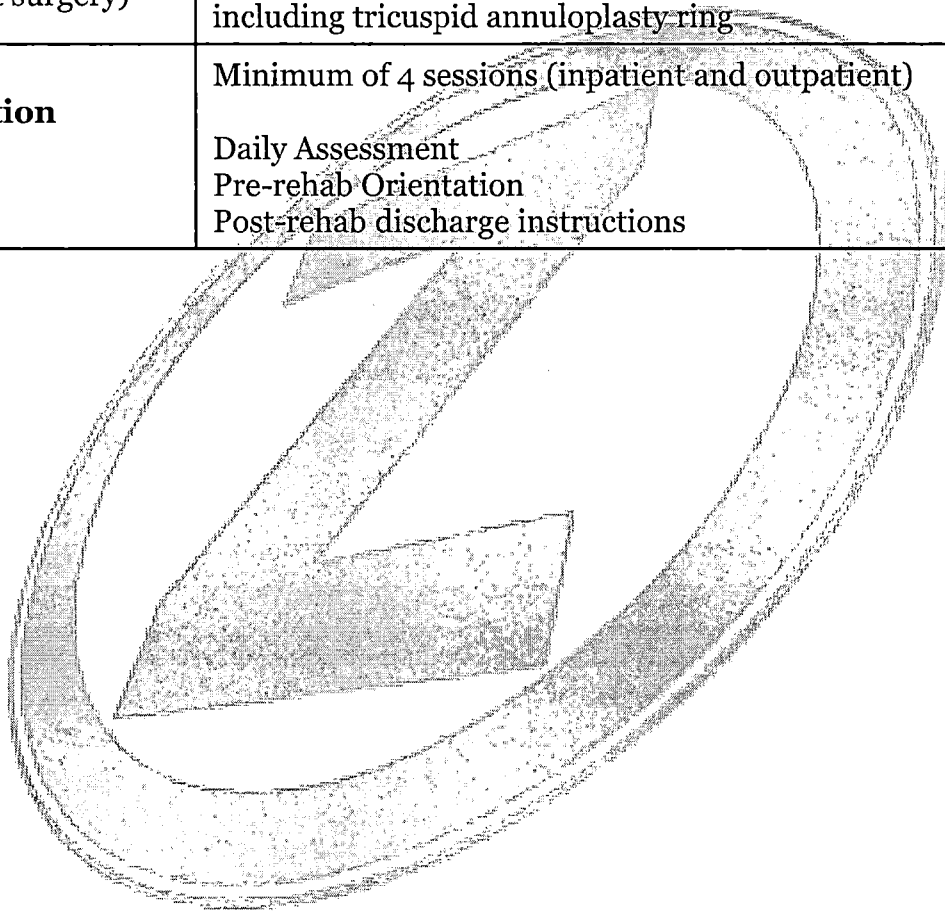 surgery)
including tricuspid annuloplasty ring
tion
Minimum of 4 sessions (inpatient and outpatient)
Daily Assessment
Pre-rehab Orientation
Post-rehab discharge instructions